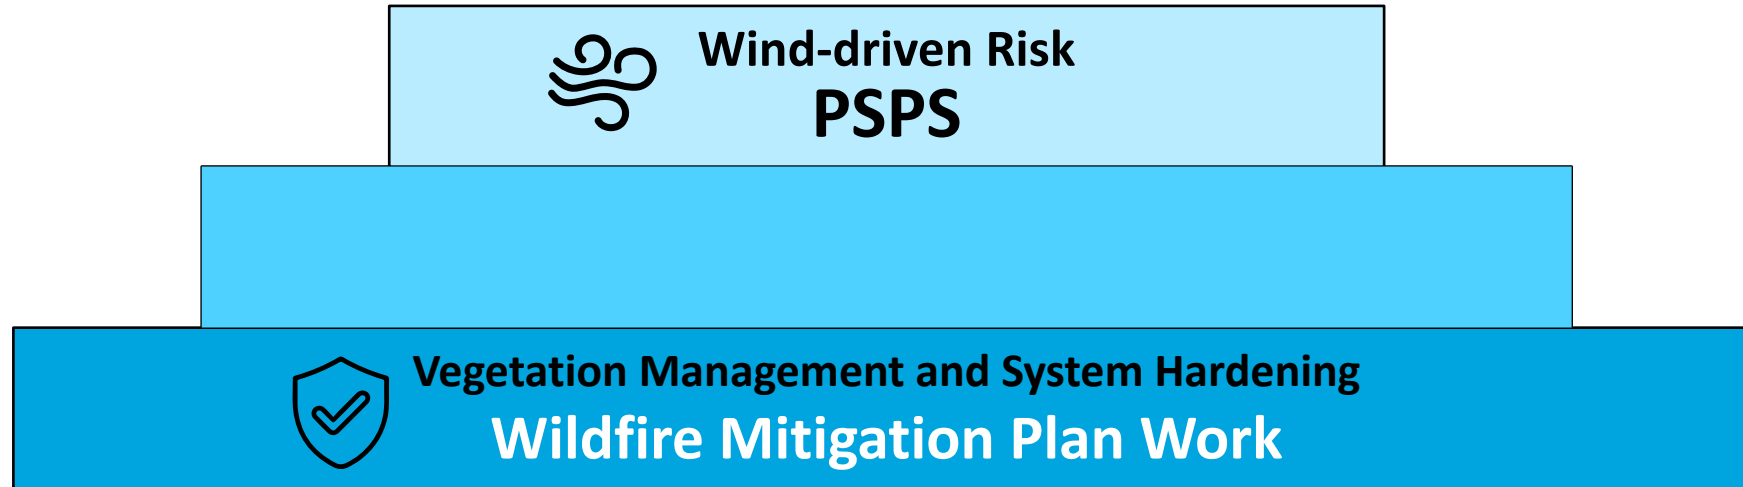 Wind-driven Risk
PSPS
Vegetation Management and System Hardening
Wildfire Mitigation Plan Work